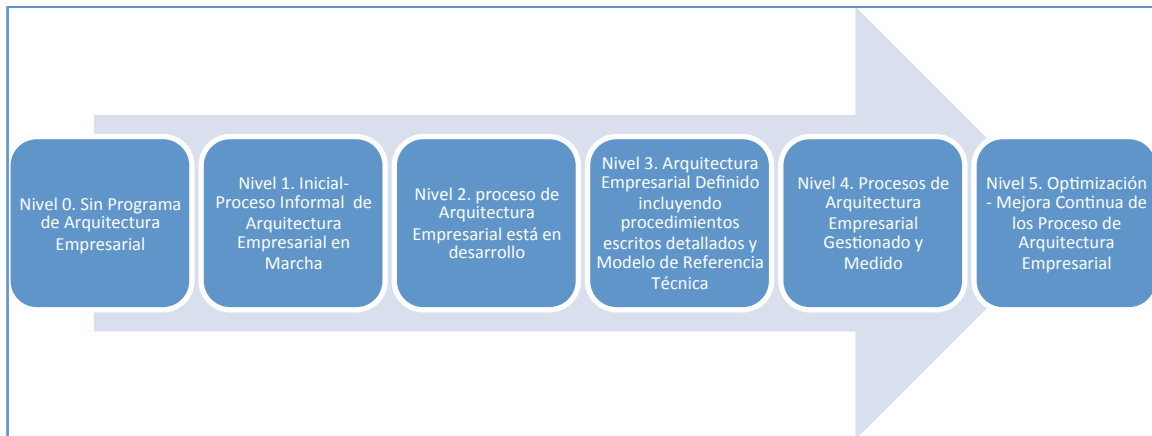 Nivel 0. Sin Programa
de Arquitectura
Empresarial
Nivel 1. Inicial-
Proceso Informal de
Arquitectura
Empresarial en
Marcha
Nivel 2. proceso de
Arquitectura
Empresarial está en
desarrollo
Nivel 3. Arquitectura
Empresarial Definido
incluyendo
procedimientos
escritos detallados y
Modelo de Referencia
Técnica
Nivel 4. Procesos de
Arquitectura
Empresarial
Gestionado y
Medido
Nivel 5. Optimización
- Mejora Continua de
los Proceso de
Arquitectura
Empresarial